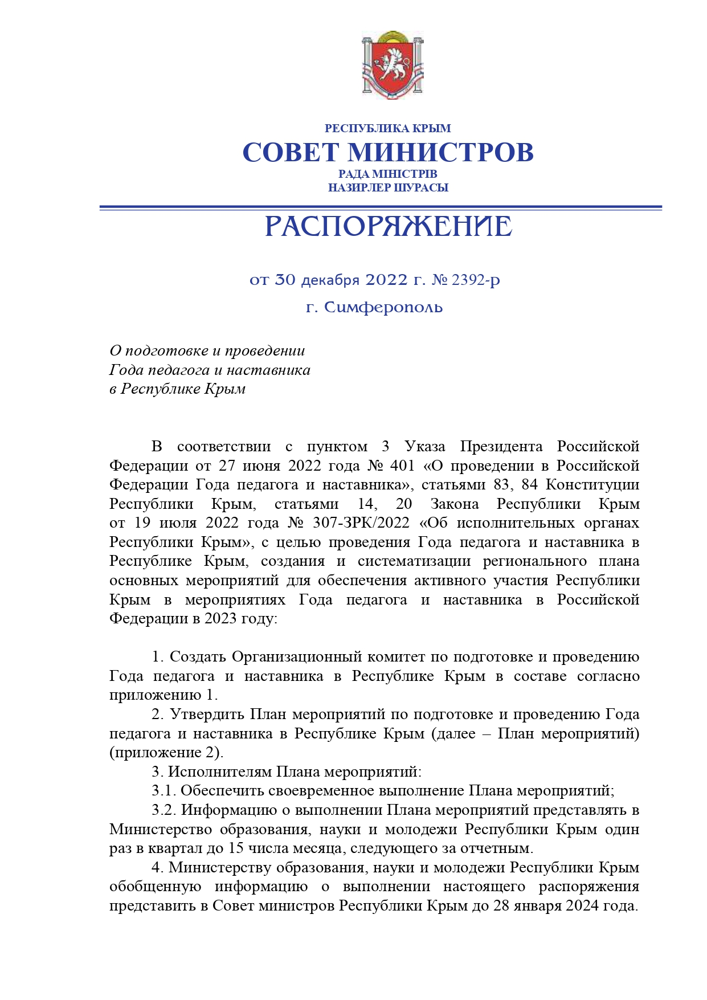 РЕСПУБЛИКА КРЫМ
СОВЕТ МИНИСТРОВ
РАДА МІНІСТРІВ
НАЗИРЛЕР ШУРАСЫ
РАСПОРЯЖЕНИЕ
от 30 декабря 2022 г. № 2392-р
г. Симферополь
О подготовке и проведении
Года педагога и наставника
в Республике Крым
В соответствии с пунктом 3 Указа Президента Российской
Федерации от 27 июня 2022 года № 401 «О проведении в Российской
Федерации Года педагога и наставника», статьями 83, 84 Конституции
Республики Крым, статьями 14, 20 Закона Республики Крым
от 19 июля 2022 года № 307-ЗРК/2022 «Об исполнительных органах
Республики Крым», с целью проведения Года педагога и наставника в
Республике Крым, создания и систематизации регионального плана
основных мероприятий для обеспечения активного участия Республики
Крым в мероприятиях Года педагога и наставника в Российской
Федерации в 2023 году:
1. Создать Организационный комитет по подготовке и проведению
Года педагога и наставника в Республике Крым в составе согласно
приложению 1.
2. Утвердить План мероприятий по подготовке и проведению Года
педагога и наставника в Республике Крым (далее – План мероприятий)
(приложение 2).
3. Исполнителям Плана мероприятий:
3.1. Обеспечить своевременное выполнение Плана мероприятий;
3.2. Информацию о выполнении Плана мероприятий представлять в
Министерство образования, науки и молодежи Республики Крым один
раз в квартал до 15 числа месяца, следующего за отчетным.
4. Министерству образования, науки и молодежи Республики Крым
обобщенную информацию о выполнении настоящего распоряжения
представить в Совет министров Республики Крым до 28 января 2024 года.